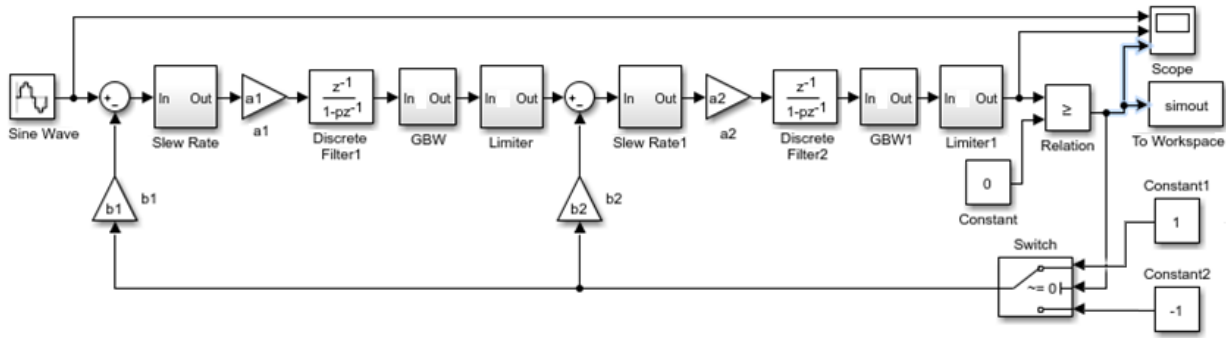 Scope
+
−
In Out
a1
z-1
1-pz-1
In Out
In Out
+
−
In Out
a2
z-1
1-pz-1
In Out
In Out
≥
simout
Sine Wave
Slew Rate
a1
Discrete
Filter1
GBW
Limiter
Slew Rate1
a2
Discrete
Filter2
GBW1
Limiter1
Relation
To Workspace
0
Constant
b1
b1
b2
b2
Constant1
1
Switch
~= 0
Constant2
-1